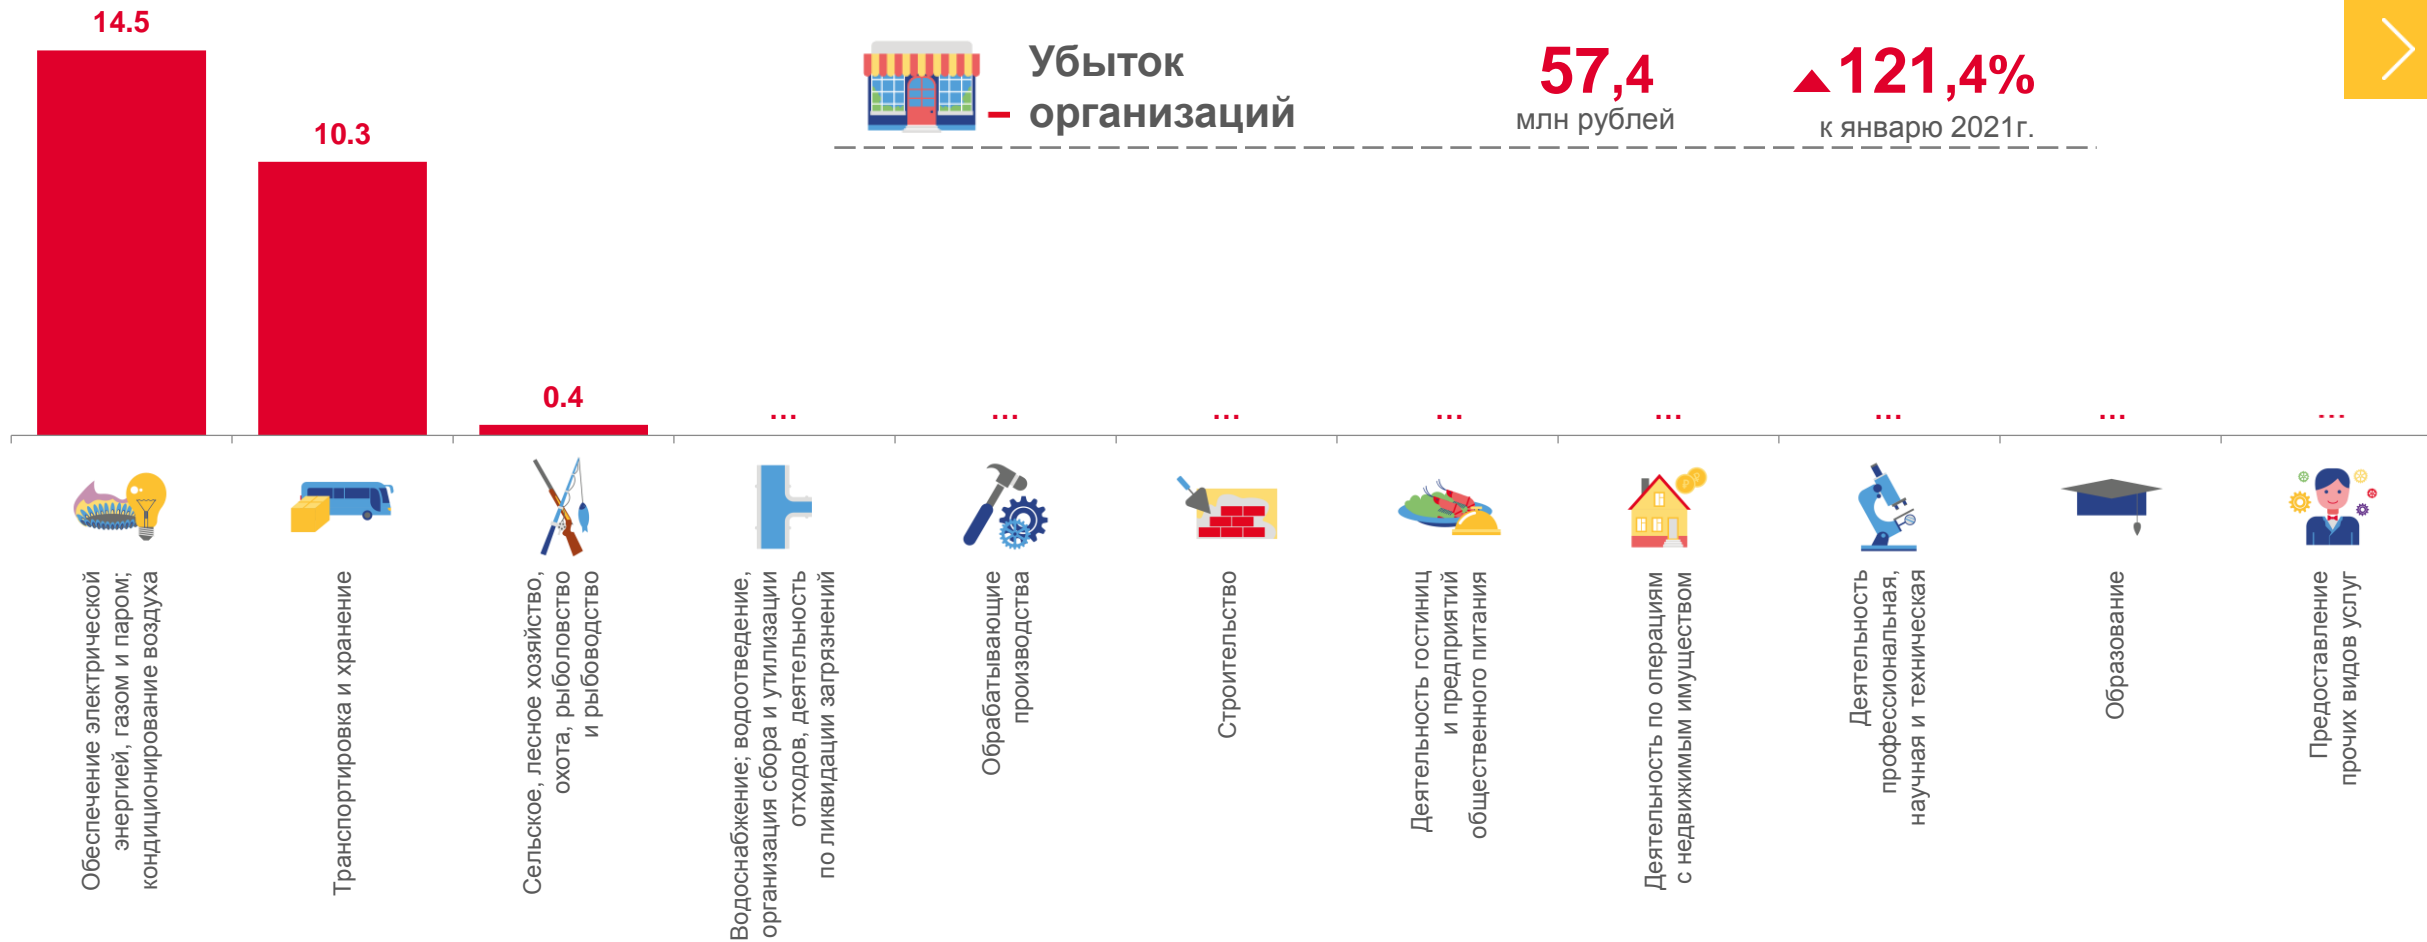 14.5
10.3
0.4
...
...
...
...
...
...
...
...
Убыток
– организаций
57,4
млн рублей
121,4%
к январю 2021г.
Обеспечение электрической
энергией, газом и паром;
кондиционирование воздуха
Транспортировка и хранение
Сельское, лесное хозяйство,
охота, рыболовство
и рыбоводство
Водоснабжение; водоотведение,
организация сбора и утилизации
отходов, деятельность
по ликвидации загрязнений
Обрабатывающие
производства
Строительство
Деятельность гостиниц
и предприятий
общественного питания
Деятельность по операциям
с недвижимым имуществом
Деятельность
профессиональная,
научная и техническая
Образование
Предоставление
прочих видов услуг